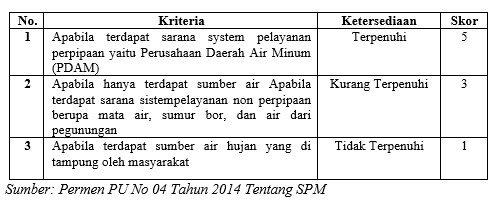 No. Kriteria Ketersediaan Skor
1 Apabila terdapat sarana system pelayanan Terpenuhi 5
perpipaan yaitu Perusahaan Daerah Air Minum
(PDAM)
2 Apabila hanya terdapat sumber air Apabila Kurang Terpenuhi 3
terdapat sarana sistempelayanan non perpipaan
berupa mata air, sumur bor, dan air dari
pegunungan
3 Apabila terdapat sumber air hujan yang di Tidak Terpenuhi 1
tampung oleh masyarakat
Sumber: Permen PU No 04 Tahun 2014 Tentang SPM